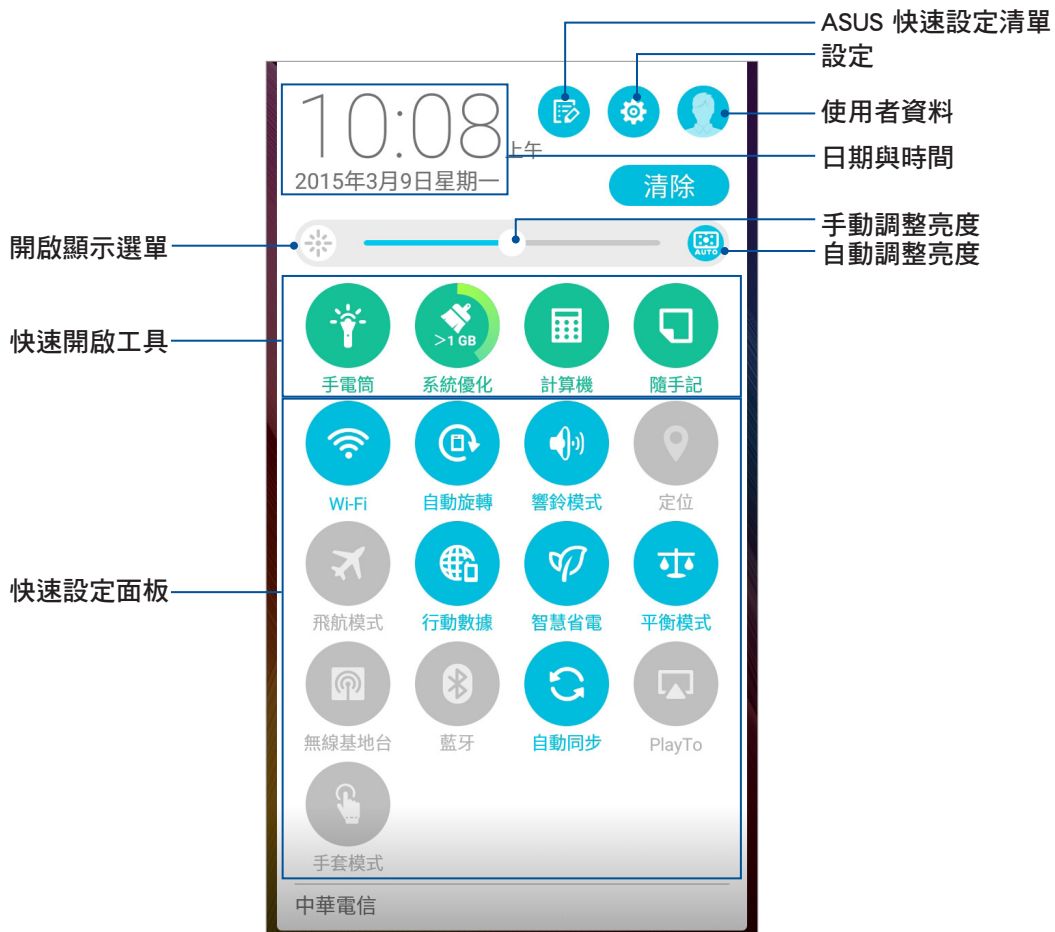 ASUS 快速設定清單
設定
使用者資料
日期與時間
10:08上午
2015年3月9日星期一
清除
手動調整亮度
自動調整亮度
AUTO
開啟顯示選單
快速開啟工具
>1 GB
手電筒 系統優化 計算機 隨手記
Wi-Fi 自動旋轉 響鈴模式 定位
快速設定面板
飛航模式 行動數據 智慧省電 平衡模式
無線基地台 藍牙 自動同步 PlayTo
手套模式
中華電信